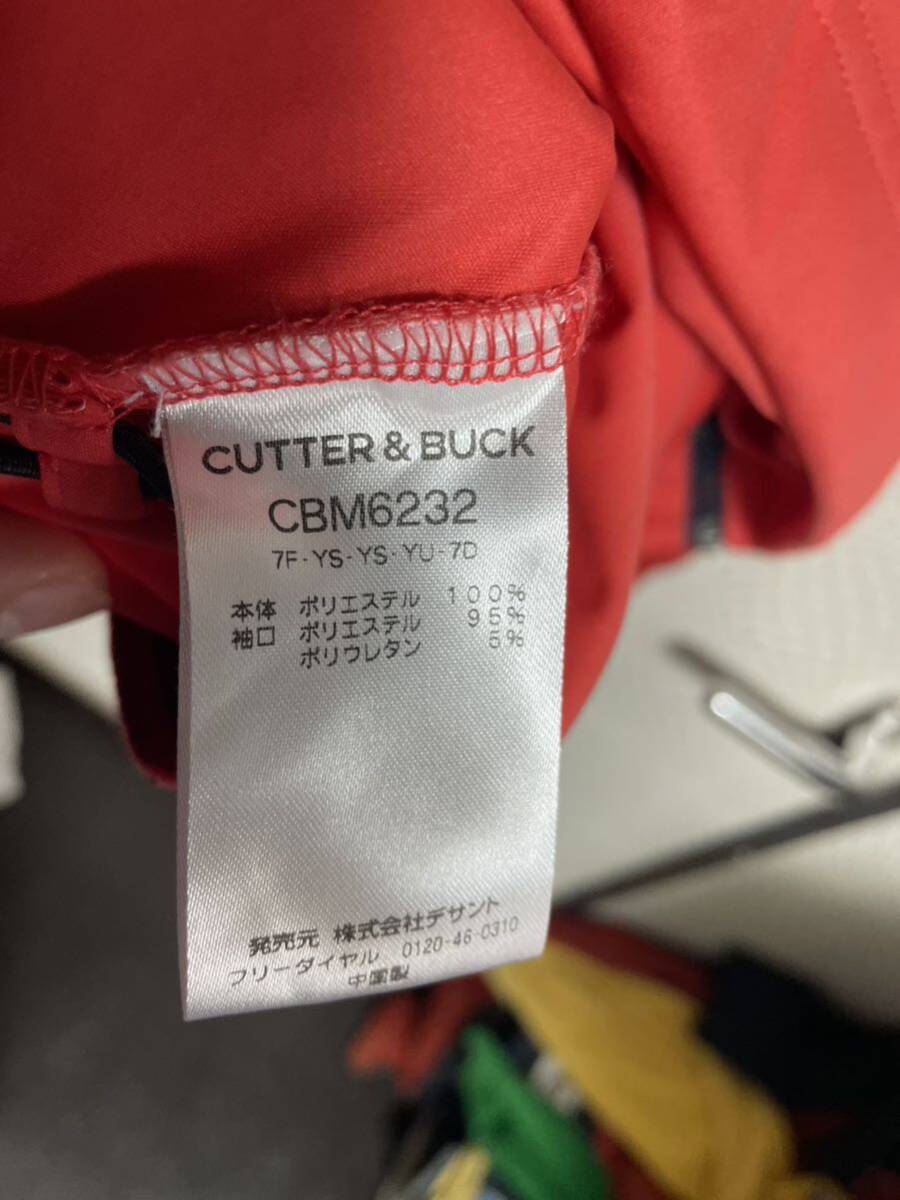 CUTTER & BUCK
CBM6232
7F-YS-YS-YU-7D
本体 ポリエステル 100%
袖口 ポリエステル 95%
ポリウレタン 5%
発売元 株式会社デサント
フリーダイヤル 0120-46-0310
中国製